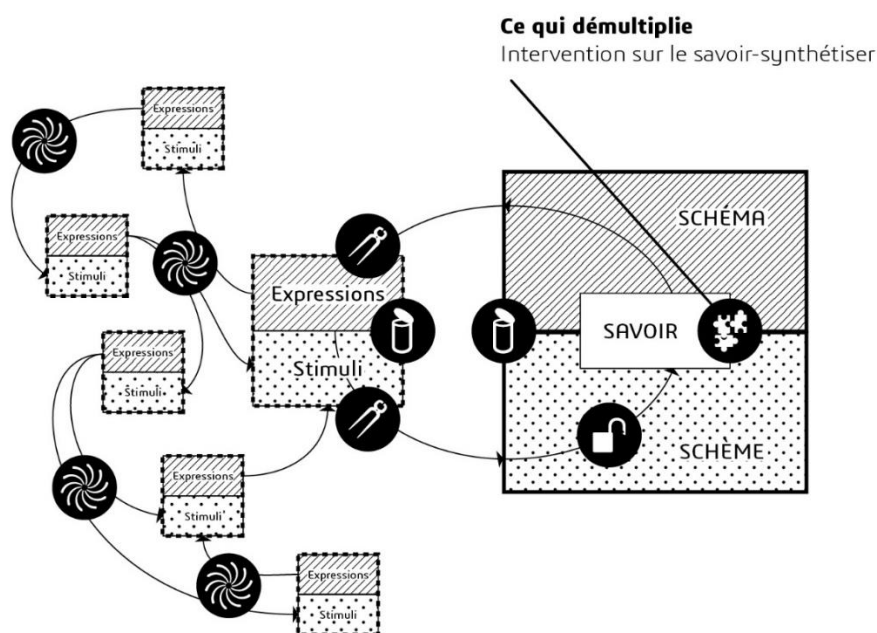 Ce qui démultiplie
Intervention sur le savoir-synthétiser
Expressions
Stimuli
Expressions
Stimuli
Expressions
Stimuli
SCHÉMA
SAVOIR
SCHÈME
Expressions
Stimuli
Expressions
Stimuli
Expressions
Stimuli